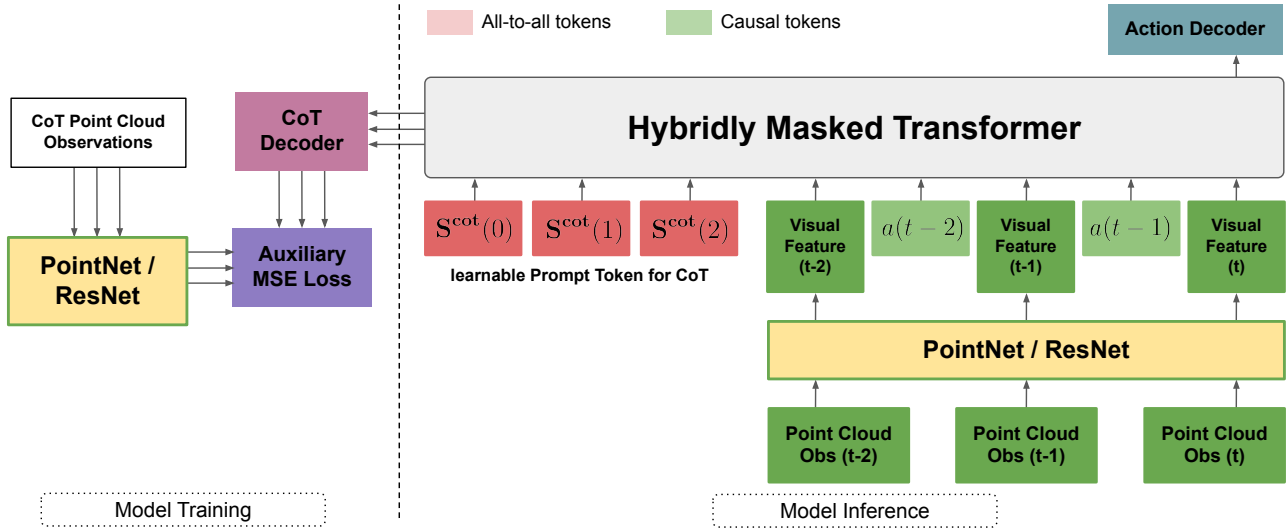 All-to-all tokens
Causal tokens
Action Decoder
CoT Point Cloud
Observations
CoT
Decoder
Hybridly Masked Transformer
PointNet /
ResNet
Auxiliary
MSE Loss
S^cot(0)
S^cot(1)
S^cot(2)
learnable Prompt Token for CoT
Visual
Feature
(t-2)
a(t − 2)
Visual
Feature
(t-1)
a(t − 1)
Visual
Feature
(t)
PointNet / ResNet
Point Cloud
Obs (t-2)
Point Cloud
Obs (t-1)
Point Cloud
Obs (t)
Model Training
Model Inference